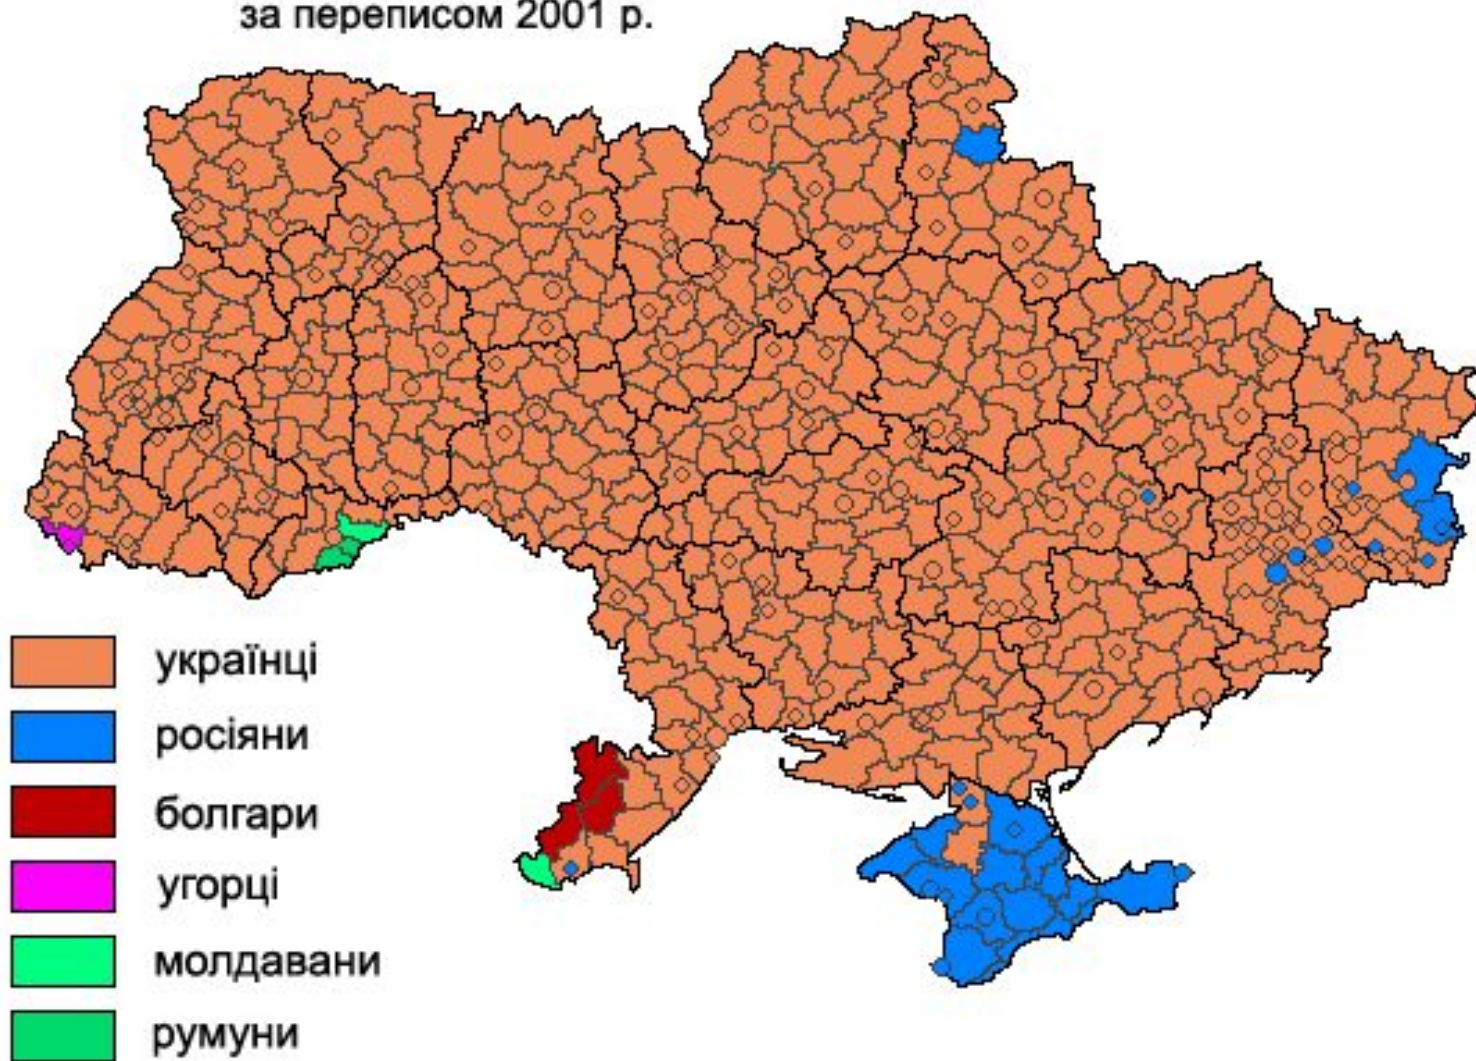 за переписом 2001 р.
українці
росіяни
болгари
угорці
молдавани
румуни